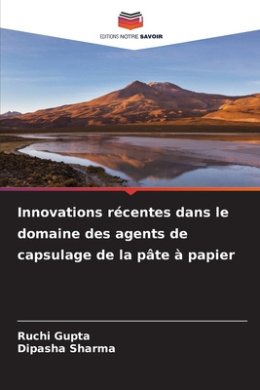 EDITIONS NOTRE SAVOIR
Innovations récentes dans le
domaine des agents de
capsulage de la pâte à papier
Ruchi Gupta
Dipasha Sharma